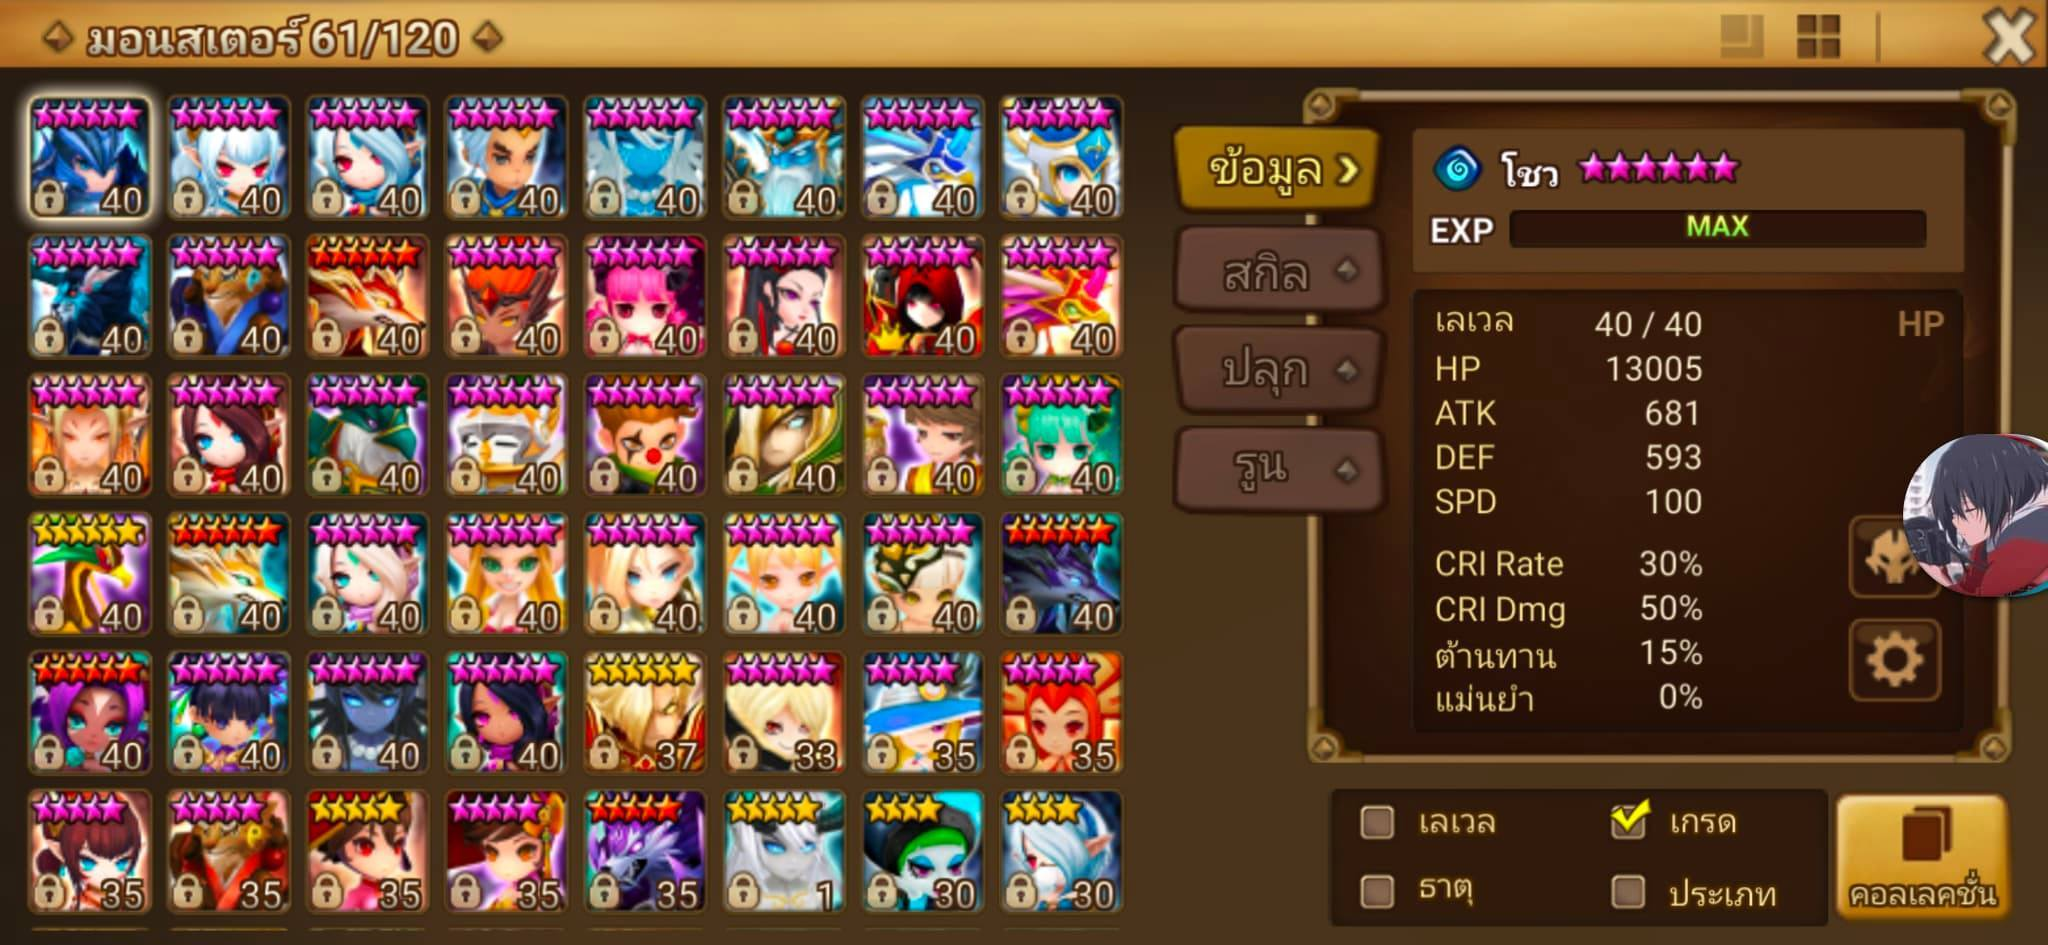 มอนสเตอร์ 61/120
40 40 40 40 40 40 40 40
40 40 40 40 40 40 40 40
40 40 40 40 40 40 40 40
40 40 40 40 40 40 40 40
40 40 40 40 37 33 35 35
35 35 35 35 35 1 30 30
ข้อมูล
สกิล
ปลุก
รูน
โชว
EXP MAX
เลเวล 40 / 40 HP
HP 13005
ATK 681
DEF 593
SPD 100
CRI Rate 30%
CRI Dmg 50%
ต้านทาน 15%
แม่นยำ 0%
เลเวล เกรด
ธาตุ ประเภท
คอลเลคชั่น